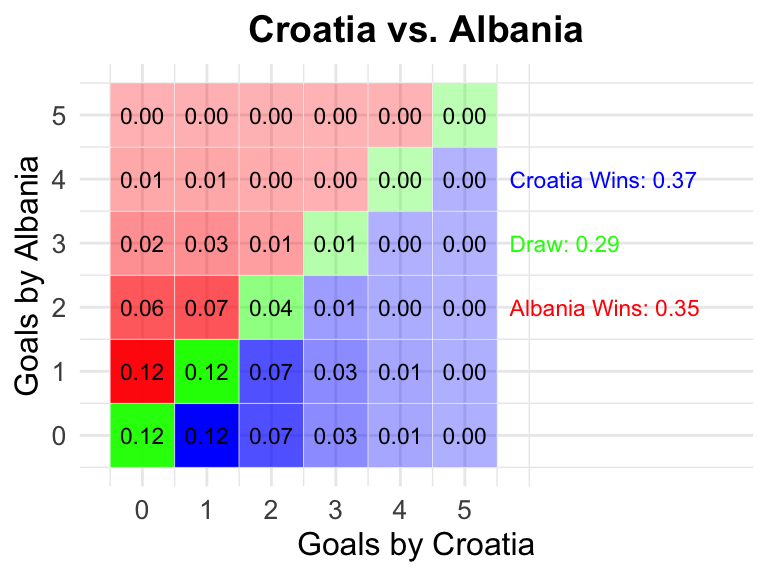 Croatia vs. Albania
Goals by Albania
5 0.00 0.00 0.00 0.00 0.00 0.00
4 0.01 0.01 0.00 0.00 0.00 0.00 Croatia Wins: 0.37
3 0.02 0.03 0.01 0.01 0.00 0.00 Draw: 0.29
2 0.06 0.07 0.04 0.01 0.00 0.00 Albania Wins: 0.35
1 0.12 0.12 0.07 0.03 0.01 0.00
0 0.12 0.12 0.07 0.03 0.01 0.00
0 1 2 3 4 5
Goals by Croatia